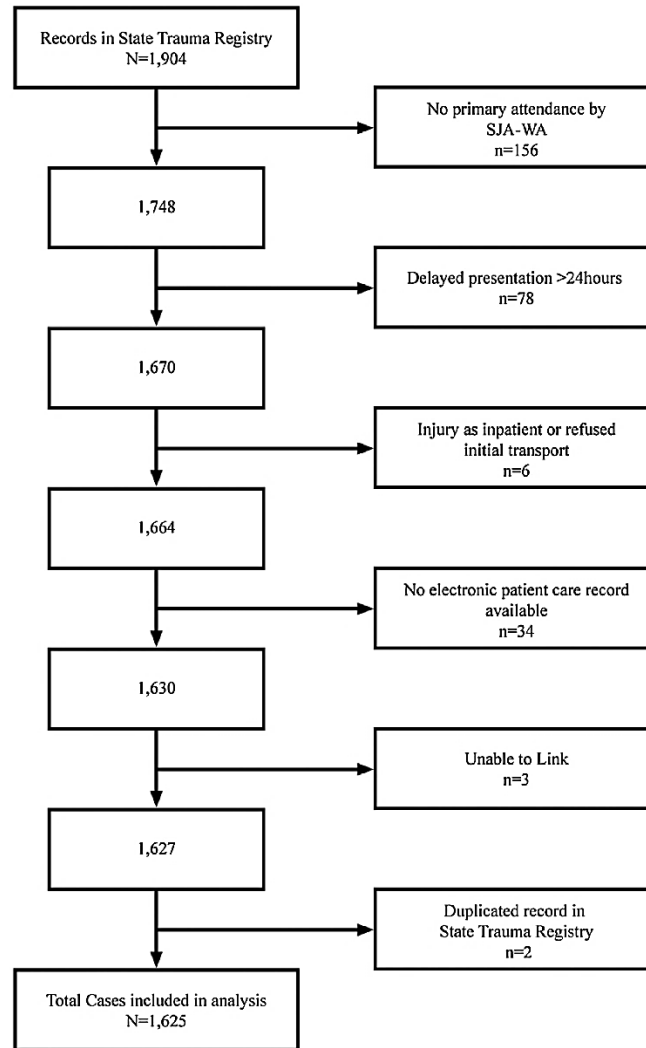 Records in State Trauma Registry
N=1,904
No primary attendance by
SJA-WA
n=156
1,748
Delayed presentation >24hours
n=78
1,670
Injury as inpatient or refused
initial transport
n=6
1,664
No electronic patient care record
available
n=34
1,630
Unable to Link
n=3
1,627
Duplicated record in
State Trauma Registry
n=2
Total Cases included in analysis
N=1,625